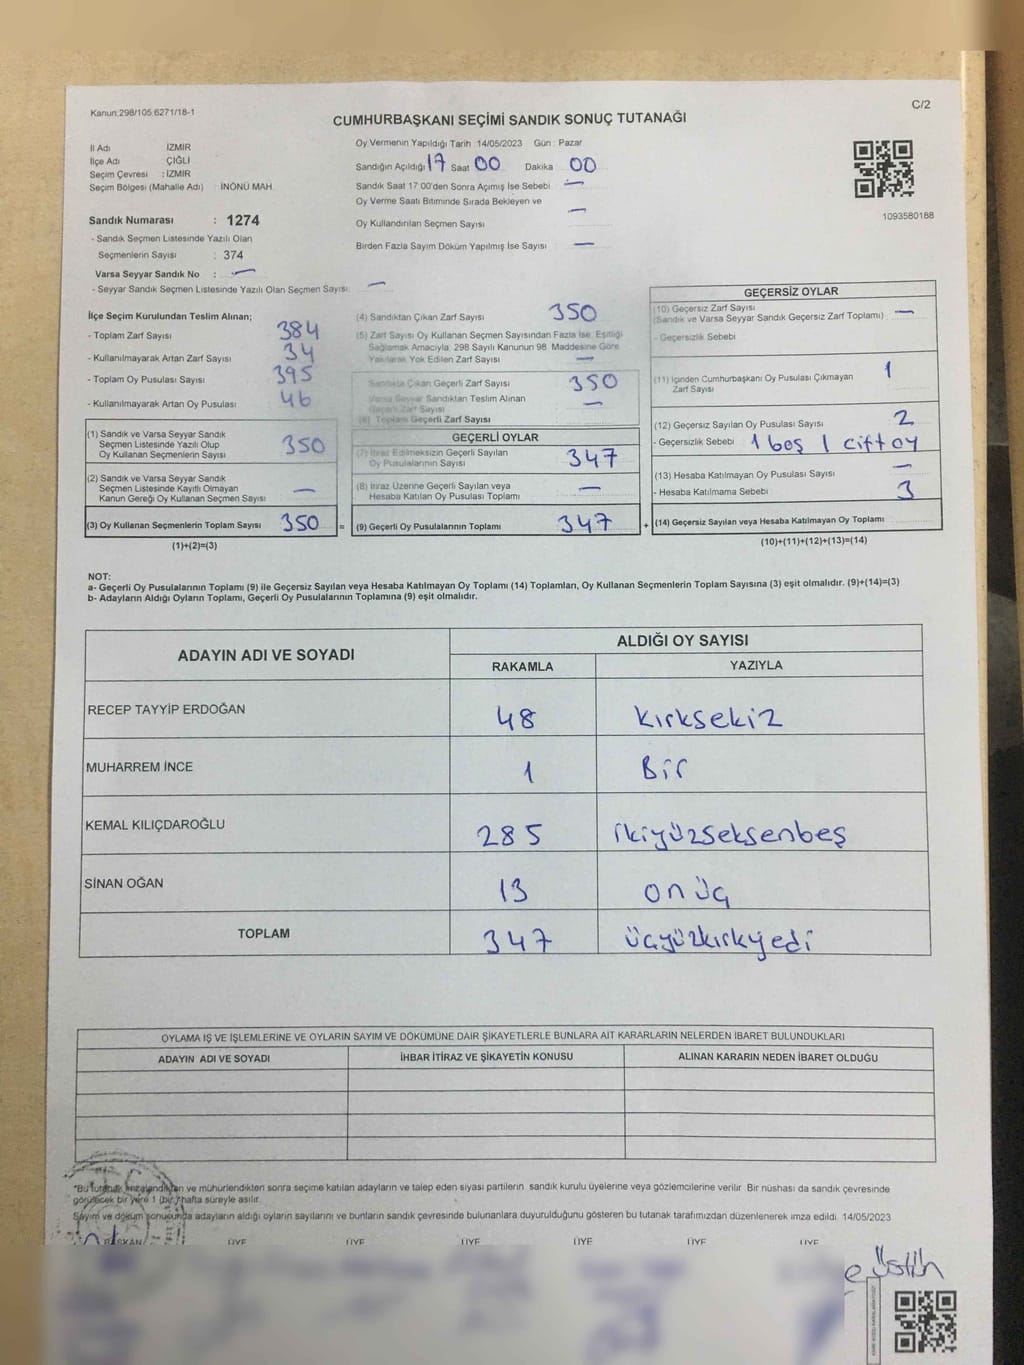 Kanun:298/105 6271/18-1
C/2
CUMHURBAŞKANI SEÇİMİ SANDIK SONUÇ TUTANAĞI
İl Adı İZMİR
İlçe Adı ÇİĞLİ
Seçim Çevresi : İZMİR
Seçim Bölgesi (Mahalle Adı) İNÖNÜ MAH
Sandık Numarası : 1274
- Sandık Seçmen Listesinde Yazılı Olan
Seçmenlerin Sayısı : 374
Varsa Seyyar Sandık No : —
- Seyyar Sandık Seçmen Listesinde Yazılı Olan Seçmen Sayısı: —
Oy Vermenin Yapıldığı Tarih 14/05/2023 Gün : Pazar
Sandığın Açıldığı 17 Saat 00 Dakika 00
Sandık Saat 17 00'den Sonra Açımış İse Sebebi —
Oy Verme Saati Bitiminde Sırada Bekleyen ve
Oy Kullandırılan Seçmen Sayısı —
Birden Fazla Sayım Döküm Yapılmış İse Sayısı —
1093580188
İlçe Seçim Kurulundan Teslim Alınan;
- Toplam Zarf Sayısı 384
- Kullanılmayarak Artan Zarf Sayısı 34
- Toplam Oy Pusulası Sayısı 395
- Kullanılmayarak Artan Oy Pusulası 46
(1) Sandık ve Varsa Seyyar Sandık
Seçmen Listesinde Yazılı Olup
Oy Kullanan Seçmenlerin Sayısı 350
(2) Sandık ve Varsa Seyyar Sandık
Seçmen Listesinde Kayıtlı Olmayan
Kanun Gereği Oy Kullanan Seçmen Sayısı —
(3) Oy Kullanan Seçmenlerin Toplam Sayısı 350 =
(1)+(2)=(3)
(4) Sandıktan Çıkan Zarf Sayısı 350
(5) Zarf Sayısı Oy Kullanan Seçmen Sayısından Fazla İse, Eşitliği
Sağlamak Amacıyla, 298 Sayılı Kanunun 98. Maddesine Göre
Yakılarak Yok Edilen Zarf Sayısı —
Sandıkta Çıkan Geçerli Zarf Sayısı 350
Varsa Seyyar Sandıktan Teslim Alınan
Geçerli Zarf Sayısı —
(6) Toplam Geçerli Zarf Sayısı
GEÇERLİ OYLAR
(7) İtiraz Edilmeksizin Geçerli Sayılan
Oy Pusulalarının Sayısı 347
(8) İtiraz Üzerine Geçerli Sayılan veya
Hesaba Katılan Oy Pusulası Toplamı —
(9) Geçerli Oy Pusulalarının Toplamı 347 +
GEÇERSİZ OYLAR
(10) Geçersiz Zarf Sayısı
(Sandık ve Varsa Seyyar Sandık Geçersiz Zarf Toplamı) —
- Geçersizlik Sebebi
(11) İçinden Cumhurbaşkanı Oy Pusulası Çıkmayan
Zarf Sayısı 1
(12) Geçersiz Sayılan Oy Pusulası Sayısı 2
- Geçersizlik Sebebi 1 boş 1 çift oy
(13) Hesaba Katılmayan Oy Pusulası Sayısı —
- Hesaba Katılmama Sebebi 3
(14) Geçersiz Sayılan veya Hesaba Katılmayan Oy Toplamı
(10)+(11)+(12)+(13)=(14)
NOT:
a- Geçerli Oy Pusulalarının Toplamı (9) ile Geçersiz Sayılan veya Hesaba Katılmayan Oy Toplamı (14) Toplamları, Oy Kullanan Seçmenlerin Toplam Sayısına (3) eşit olmalıdır. (9)+(14)=(3)
b- Adayların Aldığı Oyların Toplamı, Geçerli Oy Pusulalarının Toplamına (9) eşit olmalıdır.
ADAYIN ADI VE SOYADI ALDIĞI OY SAYISI
RAKAMLA YAZIYLA
RECEP TAYYİP ERDOĞAN 48 kırksekiz
MUHARREM İNCE 1 Bir
KEMAL KILIÇDAROĞLU 285 ikiyüzseksenbeş
SİNAN OĞAN 13 onüç
TOPLAM 347 üçyüzkırkyedi
OYLAMA İŞ VE İŞLEMLERİNE VE OYLARIN SAYIM VE DÖKÜMÜNE DAİR ŞİKAYETLERLE BUNLARA AİT KARARLARIN NELERDEN İBARET BULUNDUKLARI
ADAYIN ADI VE SOYADI İHBAR İTİRAZ VE ŞİKAYETİN KONUSU ALINAN KARARIN NEDEN İBARET OLDUĞU
*Bu tutanak imzalandıktan ve mühürlendikten sonra seçime katılan adayların ve talep eden siyasi partilerin, sandık kurulu üyelerine veya gözlemcilerine verilir. Bir nüshası da sandık çevresinde
görülecek bir yere 1 (bir) hafta süreyle asılır.
Sayım ve döküm sonucunda adayların aldığı oyların sayılarını ve bunların sandık çevresinde bulunanlara duyurulduğunu gösteren bu tutanak tarafımızdan düzenlenerek imza edildi. 14/05/2023
BAŞKAN ÜYE ÜYE ÜYE ÜYE ÜYE ÜYE
Üstün